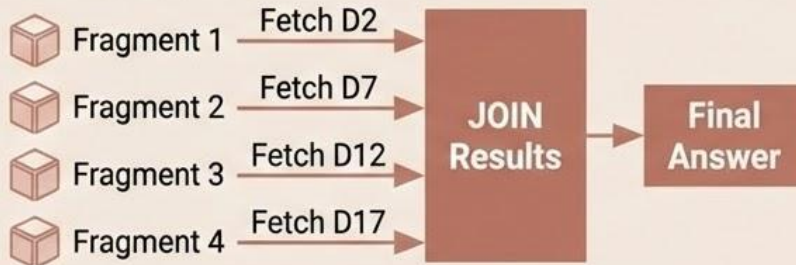 Fragment 1
Fetch D2
Fragment 2
Fetch D7
Fragment 3
Fetch D12
Fragment 4
Fetch D17
JOIN
Results
Final
Answer